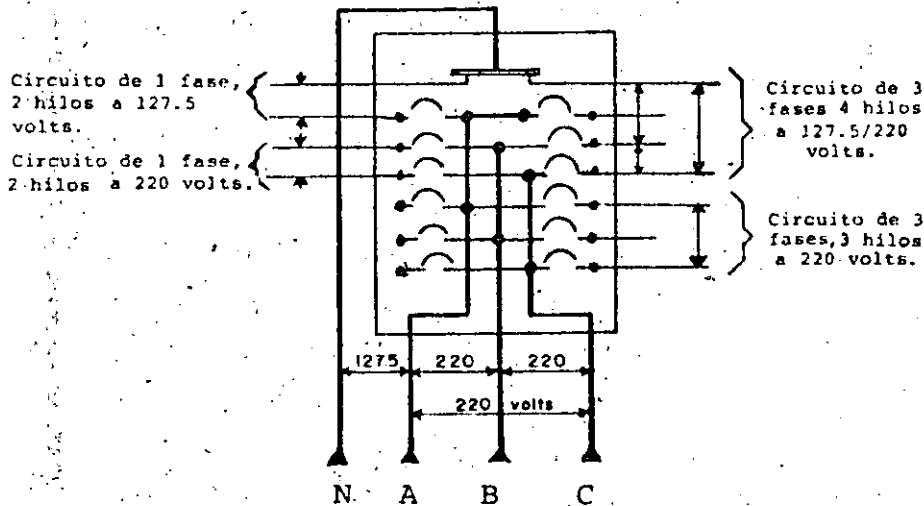 Circuito de 1 fase,
2 hilos a 127.5
volts.
Circuito de 1 fase,
2 hilos a 220 volts.
Circuito de 3
fases 4 hilos
a 127.5/220
volts.
Circuito de 3
fases, 3 hilos
a 220 volts.
127.5 220 220
220 volts
N A B C